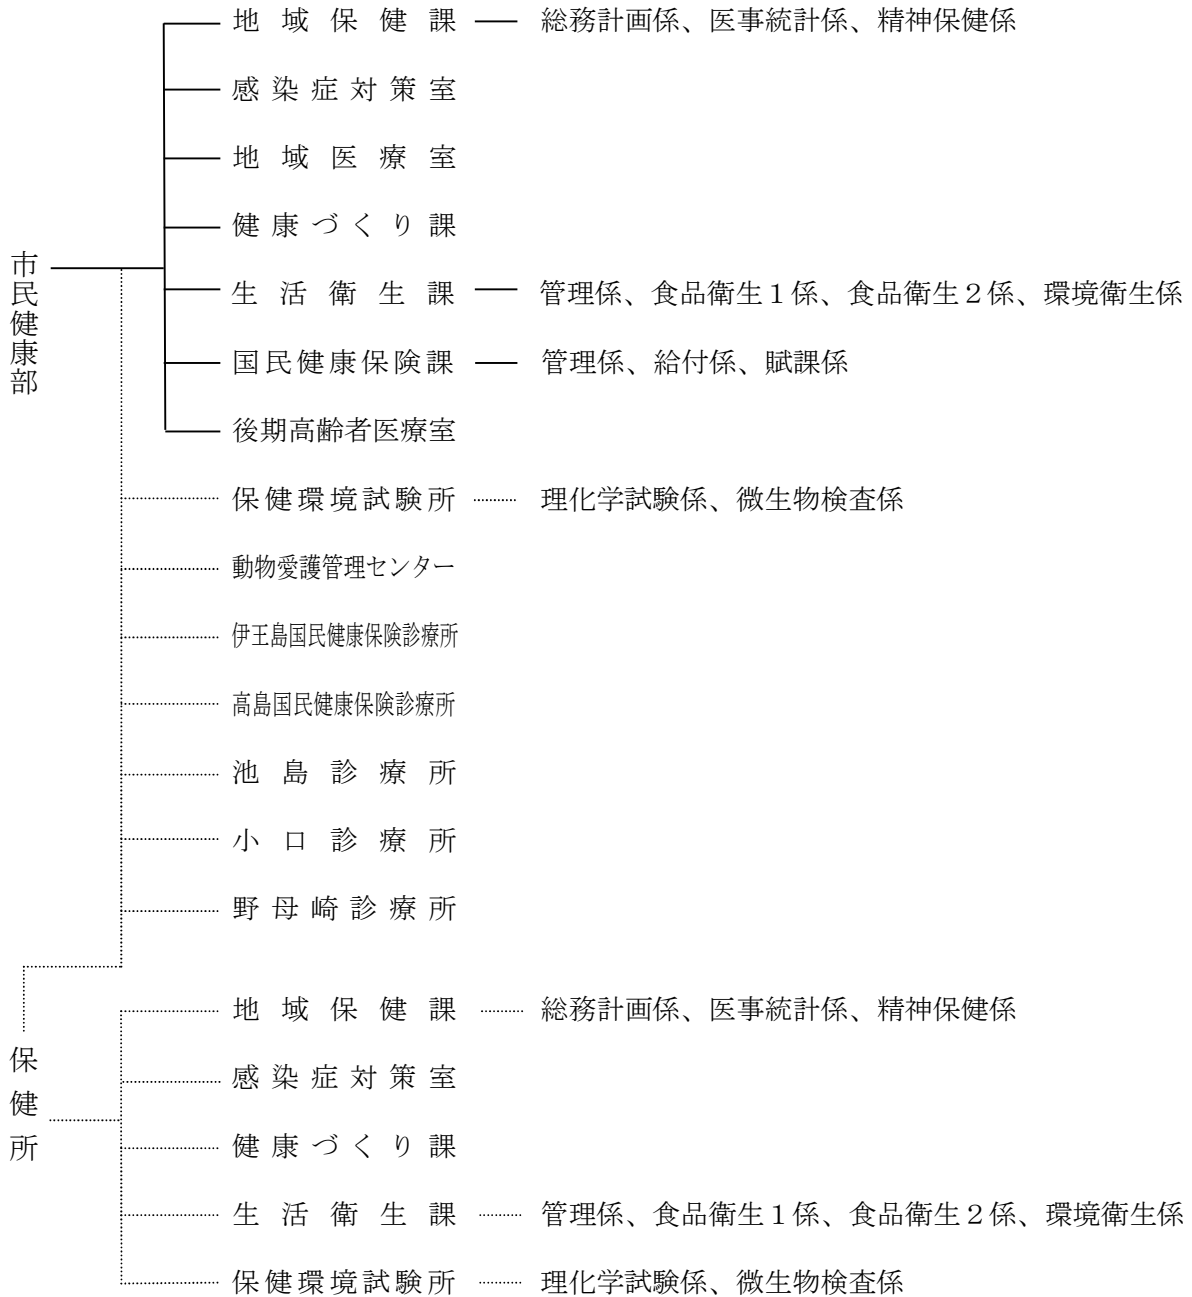 地域保健課 総務計画係、医事統計係、精神保健係
感染症対策室
地域医療室
健康づくり課
市民健康部
生活衛生課 管理係、食品衛生1係、食品衛生2係、環境衛生係
国民健康保険課 管理係、給付係、賦課係
後期高齢者医療室
保健環境試験所 理化学試験係、微生物検査係
動物愛護管理センター
伊王島国民健康保険診療所
高島国民健康保険診療所
池島診療所
小口診療所
野母崎診療所
保健所
地域保健課 総務計画係、医事統計係、精神保健係
感染症対策室
健康づくり課
生活衛生課 管理係、食品衛生1係、食品衛生2係、環境衛生係
保健環境試験所 理化学試験係、微生物検査係